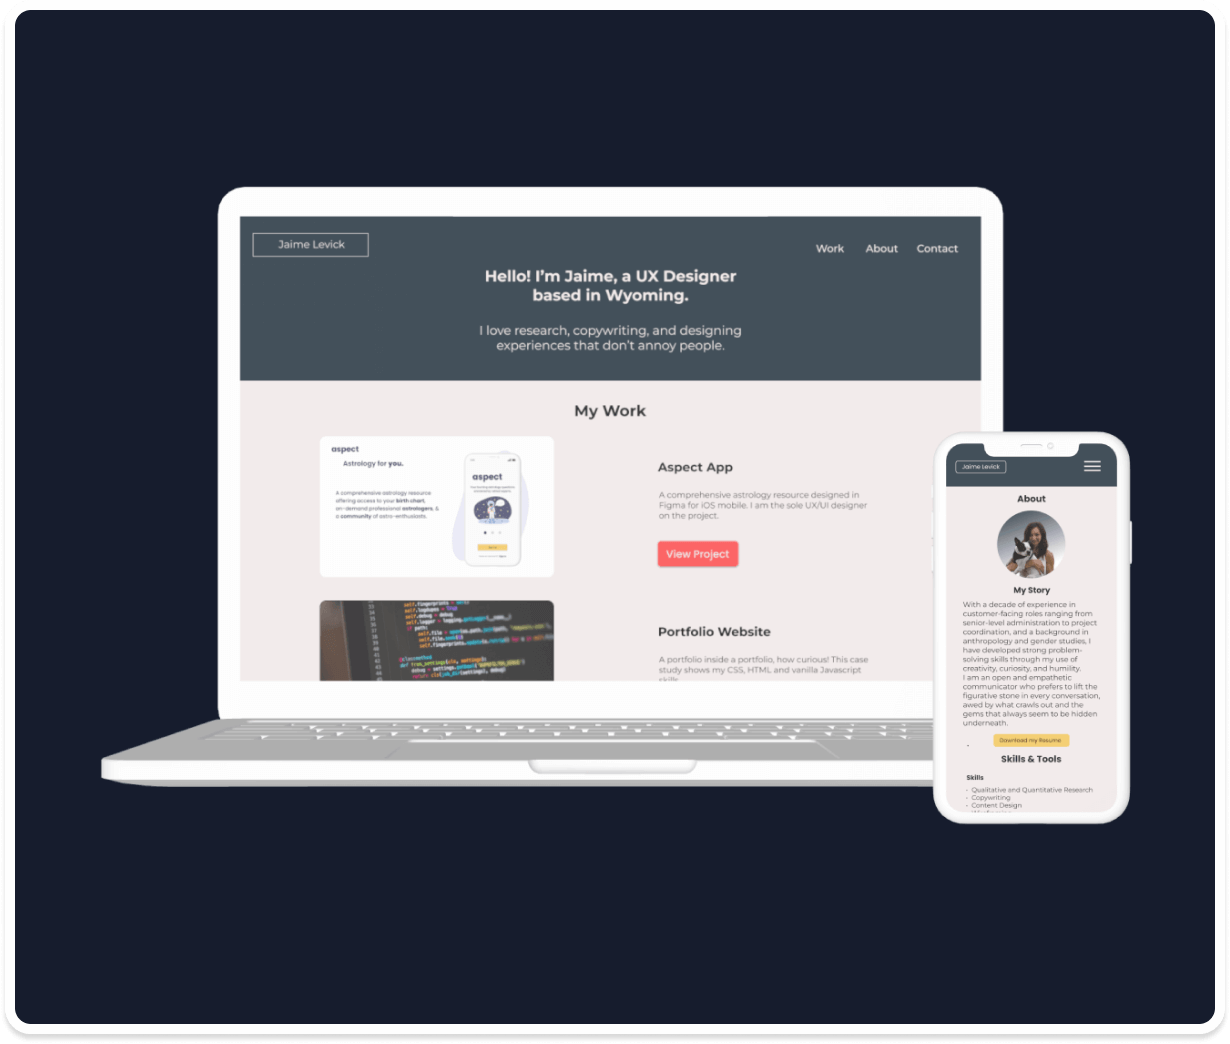 Jaime Levick
Work
About
Contact
Hello! I'm Jaime, a UX Designer
based in Wyoming.
I love research, copywriting, and designing
experiences that don't annoy people.
My Work
aspect
Astrology for you.
A comprehensive astrology resource
offering access to your birth chart,
on-demand professional astrologers, &
a community of astro-enthusiasts.
aspect
Aspect App
A comprehensive astrology resource designed in
Figma for iOS mobile. I am the sole UX/UI designer
on the project.
View Project
Portfolio Website
A portfolio inside a portfolio, how curious! This case
study shows my CSS, HTML and vanilla Javascript
skills
Jaime Levick
About
My Story
With a decade of experience in
customer-facing roles ranging from
senior-level administration to project
coordination, and a background in
anthropology and gender studies, I
have developed strong problem-
solving skills through my use of
creativity, curiosity, and humility.
I am an open and empathetic
communicator who prefers to lift the
figurative stone in every conversation,
awed by what crawls out and the
gems that always seem to be hidden
underneath.
Download my Resume
Skills & Tools
Skills
- Qualitative and Quantitative Research
- Copywriting
- Content Design